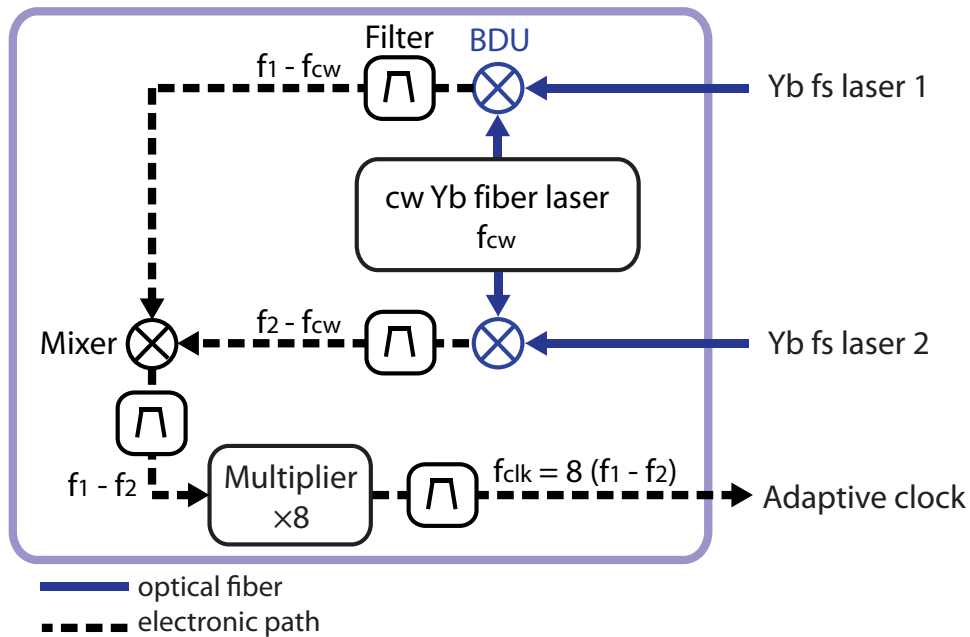 Filter
BDU
f1 - fcw
Yb fs laser 1
cw Yb fiber laser
fcw
Mixer
f2 - fcw
Yb fs laser 2
f1 - f2
Multiplier
×8
fclk = 8 (f1 - f2)
Adaptive clock
optical fiber
electronic path